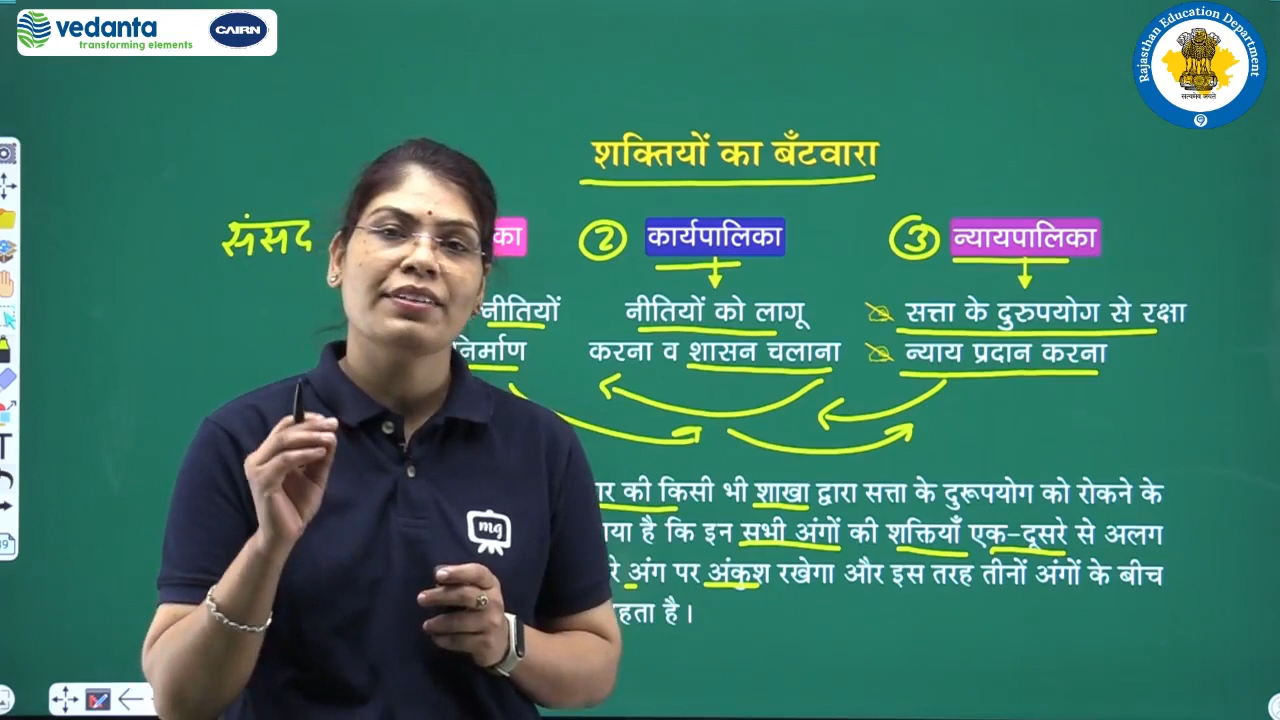 vedanta
transforming elements
CAIRN
Rajasthan Education Department
सत्यमेव जयते
शक्तियों का बँटवारा
संसद
का
② कार्यपालिका
③ न्यायपालिका
नीतियों
निर्माण
नीतियों को लागू
करना व शासन चलाना
सत्ता के दुरुपयोग से रक्षा
न्याय प्रदान करना
र की किसी भी शाखा द्वारा सत्ता के दुरूपयोग को रोकने के
या है कि इन सभी अंगों की शक्तियाँ एक-दूसरे से अलग
रे अंग पर अंकुश रखेगा और इस तरह तीनों अंगों के बीच
हता है।
mg